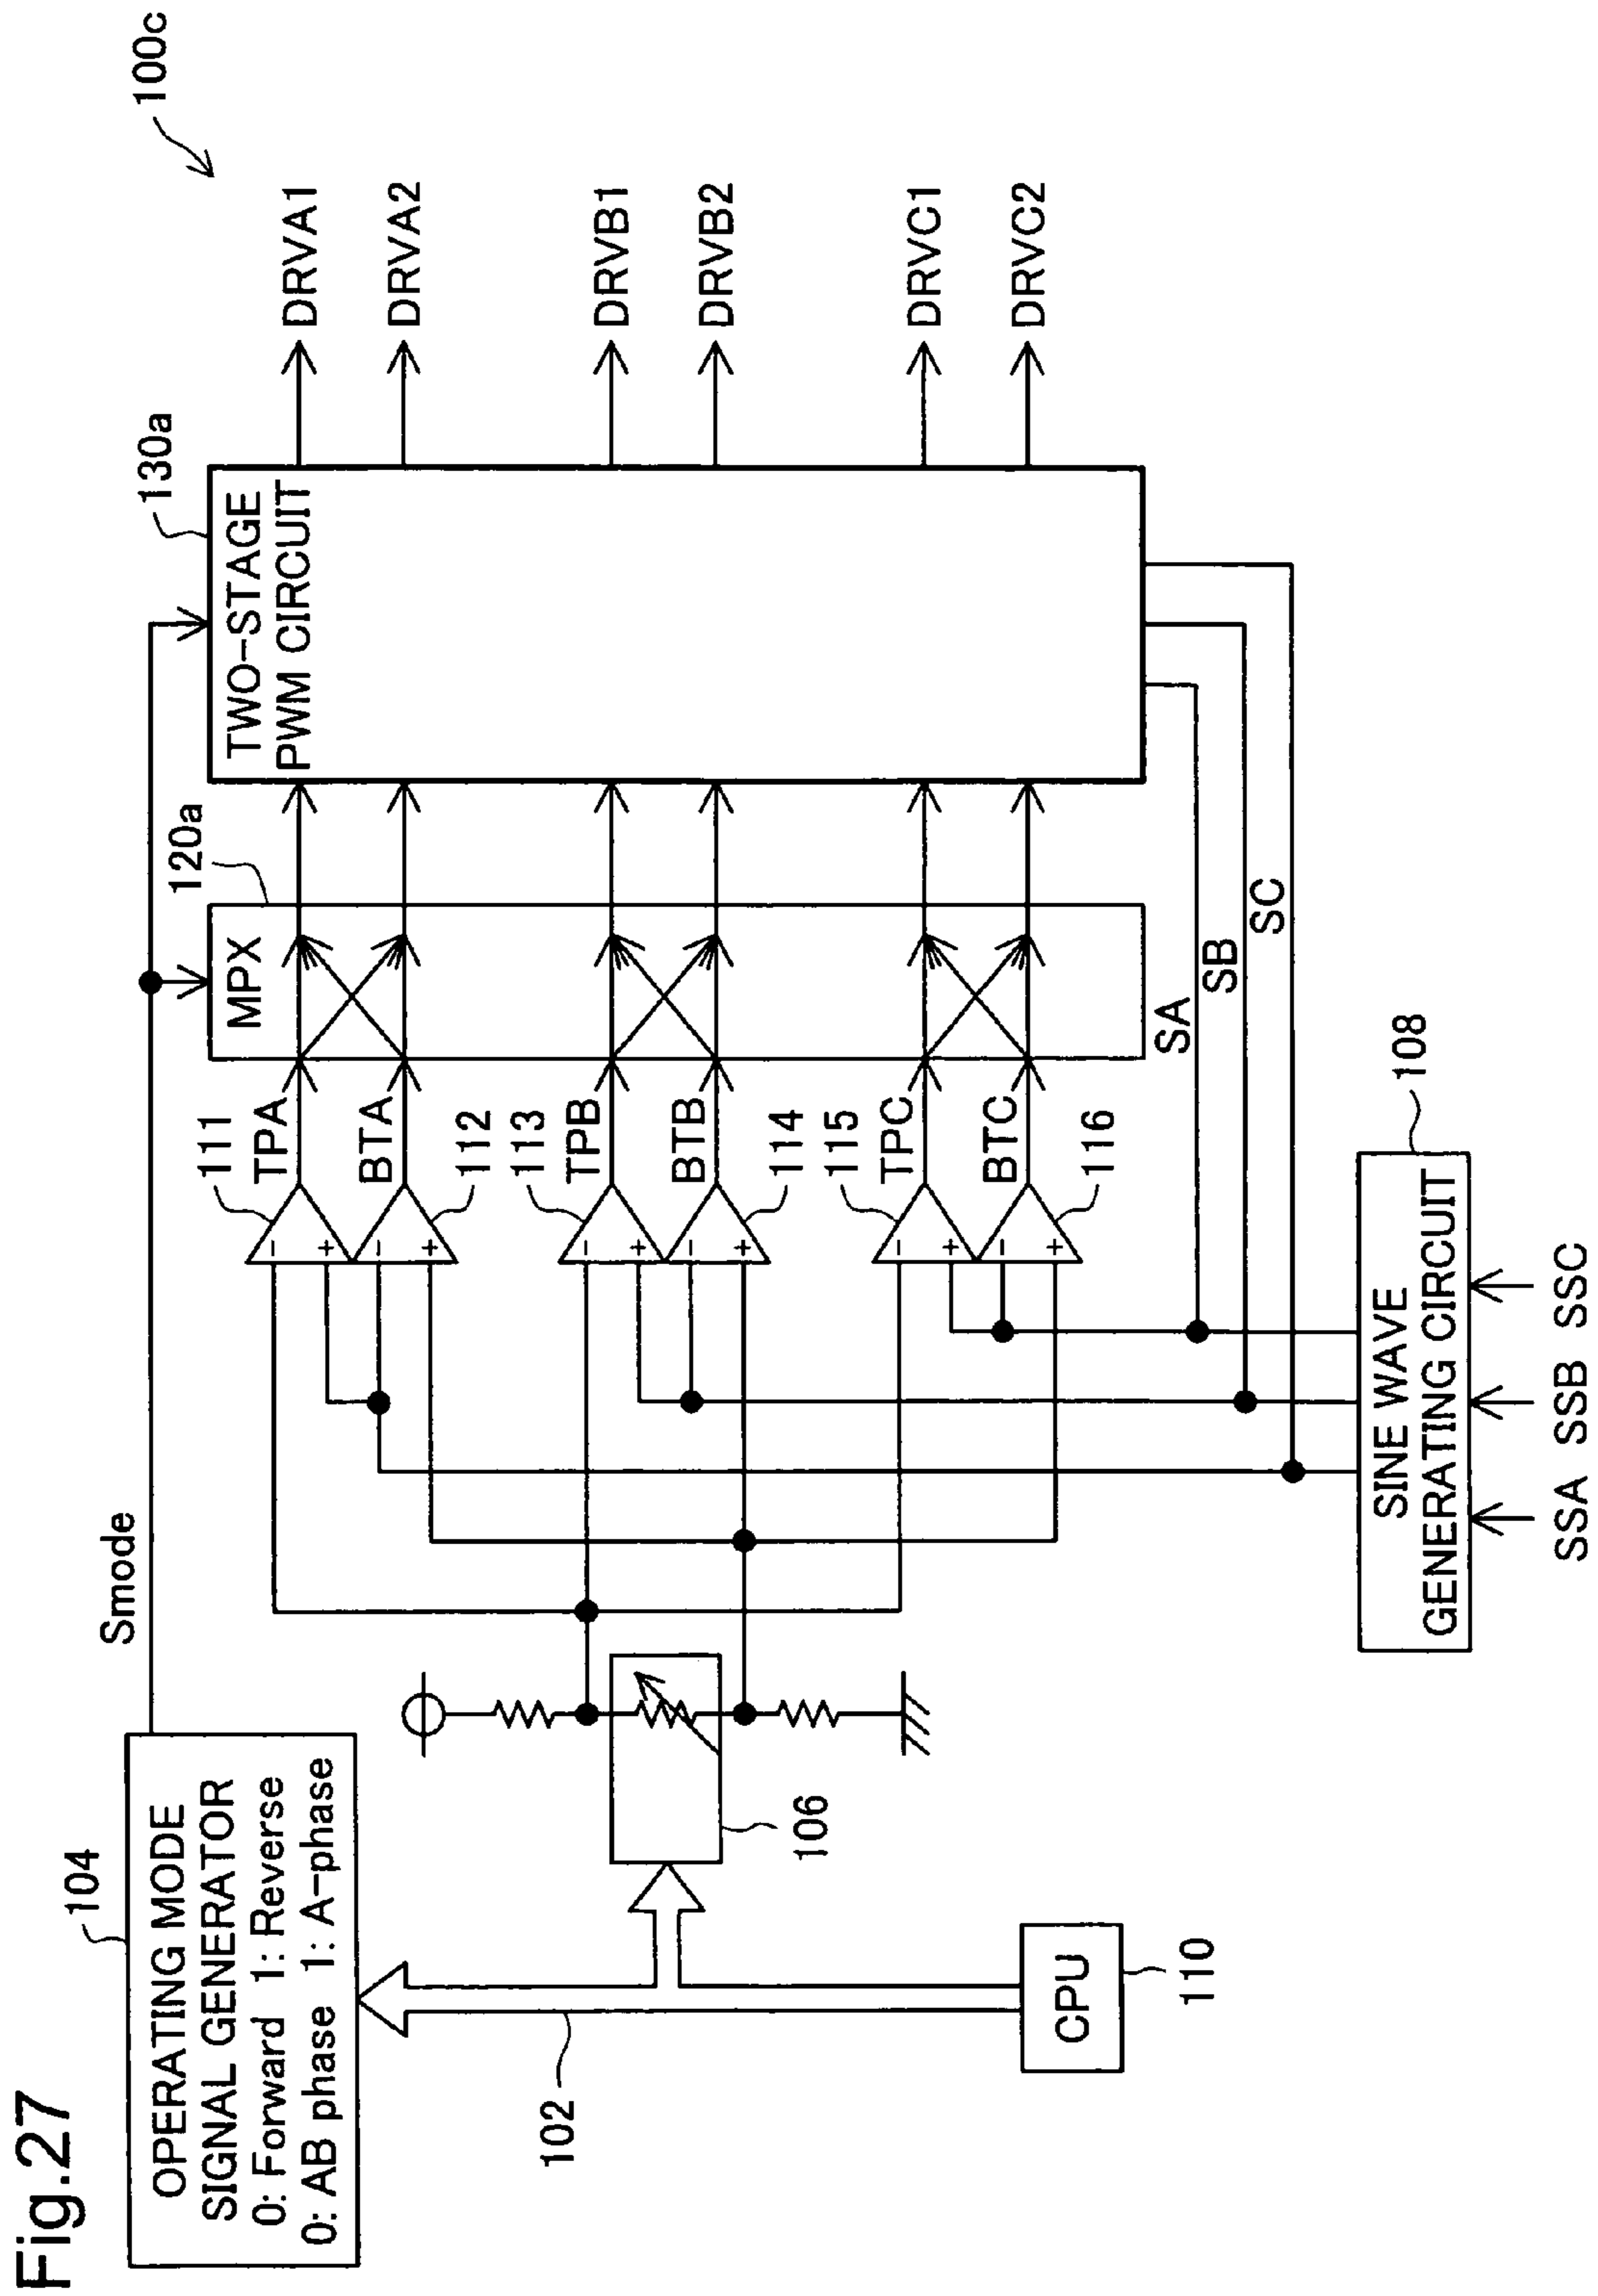 Fig.27
100c
104
OPERATING MODE
SIGNAL GENERATOR
0: Forward 1: Reverse
0: AB phase 1: A-phase
Smode
120a
MPX
130a
TWO-STAGE
PWM CIRCUIT
DRVA1
DRVA2
DRVB1
DRVB2
DRVC1
DRVC2
111
TPA
-
+
BTA
-
+
112
113
TPB
-
+
BTB
-
+
114
115
TPC
-
+
BTC
-
+
116
106
102
CPU
110
SA
SB
SC
108
SINE WAVE
GENERATING CIRCUIT
SSA SSB SSC